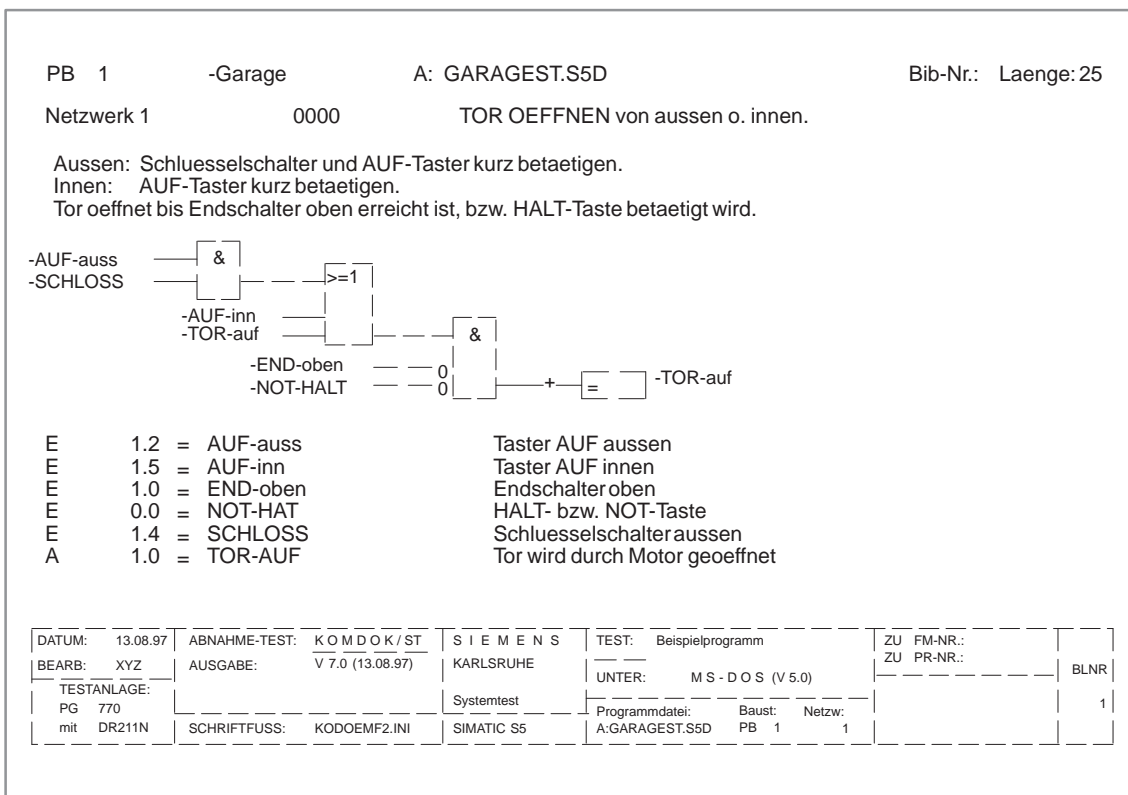 PB 1 -Garage A: GARAGEST.S5D Bib-Nr.: Laenge: 25
Netzwerk 1 0000 TOR OEFFNEN von aussen o. innen.
Aussen: Schluesselschalter und AUF-Taster kurz betaetigen.
Innen: AUF-Taster kurz betaetigen.
Tor oeffnet bis Endschalter oben erreicht ist, bzw. HALT-Taste betaetigt wird.
-AUF-auss &
-SCHLOSS >=1
-AUF-inn
-TOR-auf &
-END-oben 0
-NOT-HALT 0 + = -TOR-auf
E 1.2 = AUF-auss Taster AUF aussen
E 1.5 = AUF-inn Taster AUF innen
E 1.0 = END-oben Endschalter oben
E 0.0 = NOT-HAT HALT- bzw. NOT-Taste
E 1.4 = SCHLOSS Schluesselschalter aussen
A 1.0 = TOR-AUF Tor wird durch Motor geoeffnet
DATUM: 13.08.97 ABNAHME-TEST: K O M D O K / ST S I E M E N S TEST: Beispielprogramm ZU FM-NR.:
BEARB: XYZ AUSGABE: V 7.0 (13.08.97) KARLSRUHE UNTER: M S - D O S (V 5.0) ZU PR-NR.: BLNR
TESTANLAGE:
PG 770 Systemtest Programmdatei: Baust: Netzw: 1
mit DR211N SCHRIFTFUSS: KODOEMF2.INI SIMATIC S5 A:GARAGEST.S5D PB 1 1